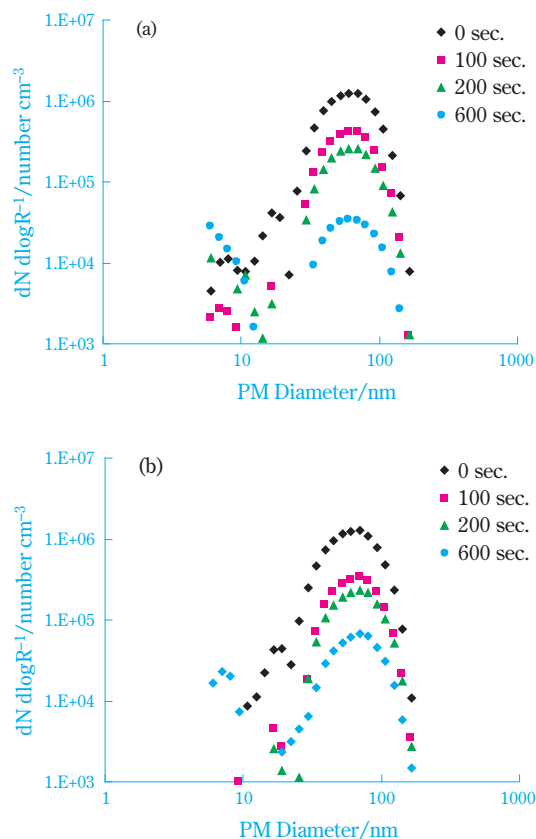 (a)
0 sec.
100 sec.
200 sec.
600 sec.
dN dlogR⁻¹/number cm⁻³
1.E+07
1.E+06
1.E+05
1.E+04
1.E+03
1
10
100
1000
PM Diameter/nm
(b)
0 sec.
100 sec.
200 sec.
600 sec.
dN dlogR⁻¹/number cm⁻³
1.E+07
1.E+06
1.E+05
1.E+04
1.E+03
1
10
100
1000
PM Diameter/nm